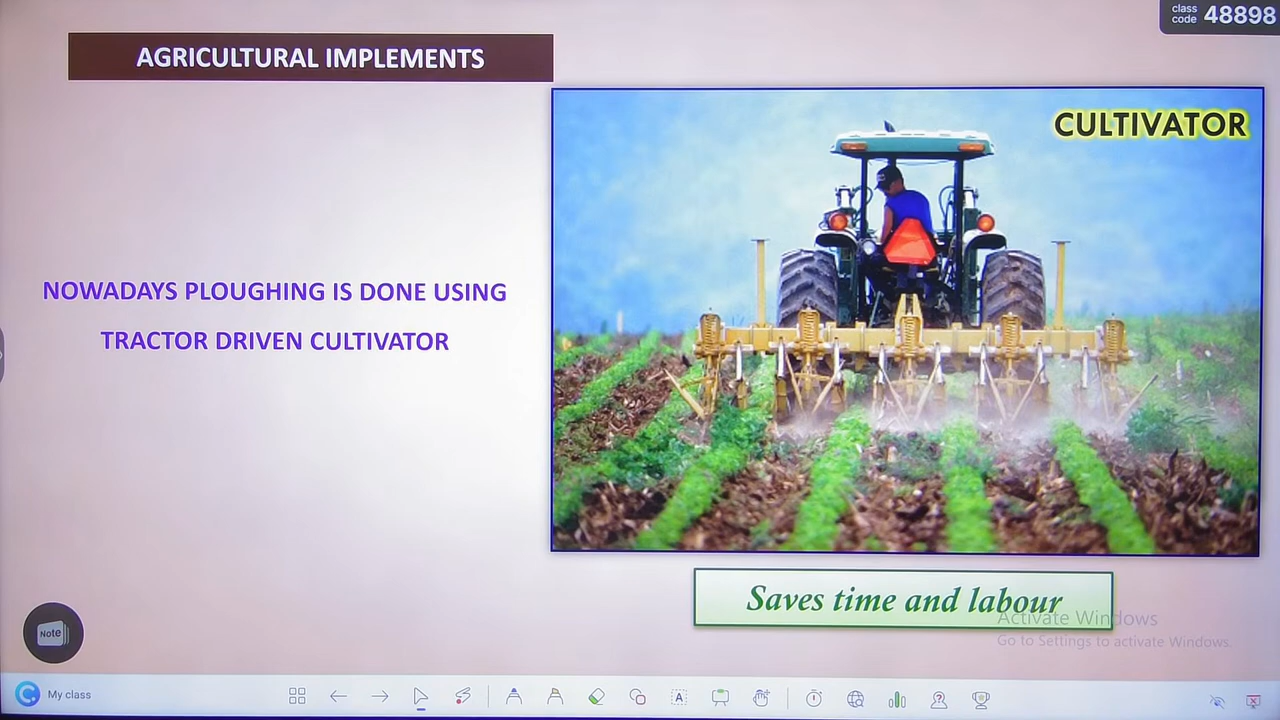 class
code 48898
AGRICULTURAL IMPLEMENTS
CULTIVATOR
NOWADAYS PLOUGHING IS DONE USING
TRACTOR DRIVEN CULTIVATOR
Saves time and labour
Activate Windows
Go to Settings to activate Windows.
Note
My class
A